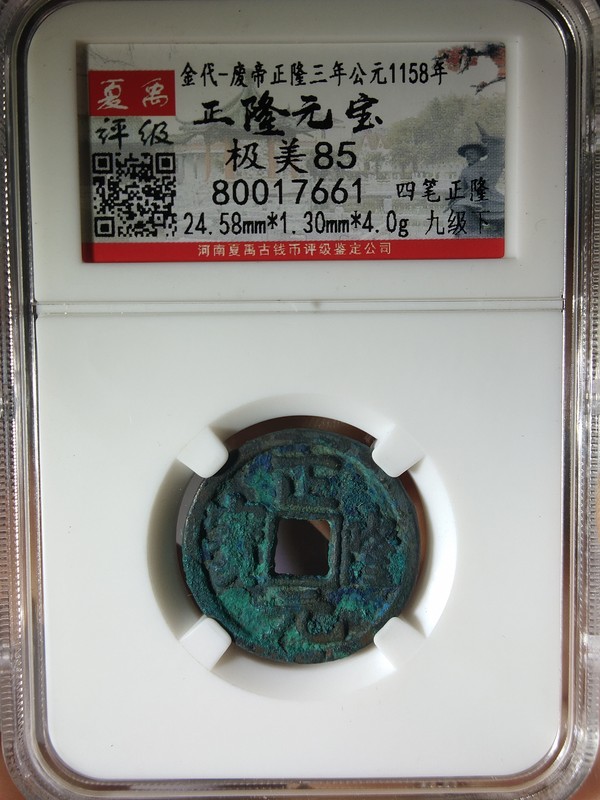 金代-废帝正隆三年公元1158年
夏禹
评级
正隆元宝
极美85
80017661 四笔正隆
24.58mm*1.30mm*4.0g 九级下
河南夏禹古钱币评级鉴定公司
正
隆
元
寳